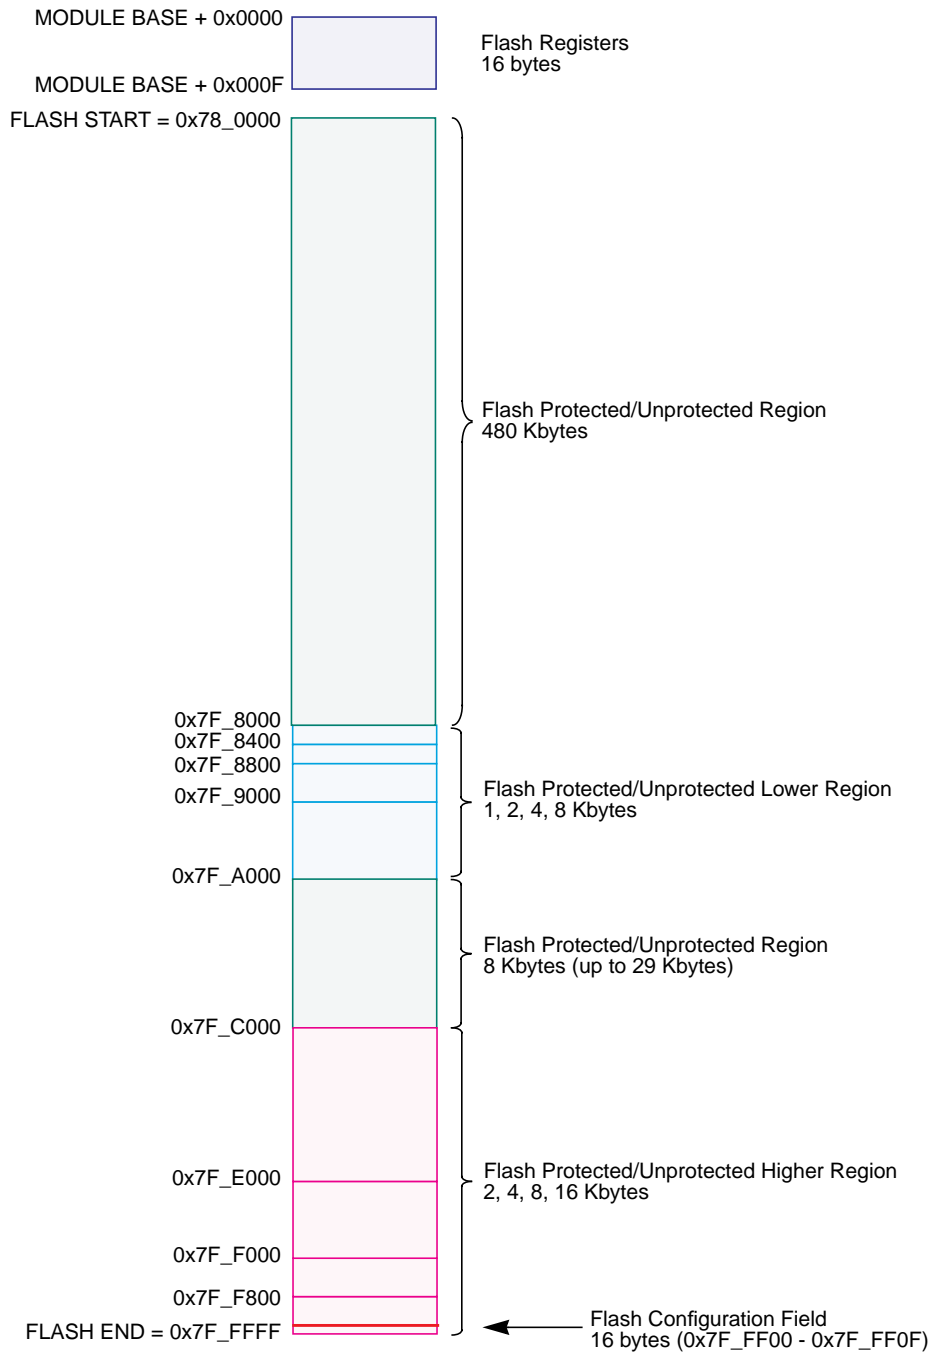 MODULE BASE + 0x0000
Flash Registers
16 bytes
MODULE BASE + 0x000F
FLASH START = 0x78_0000
Flash Protected/Unprotected Region
480 Kbytes
0x7F_8000
0x7F_8400
0x7F_8800
0x7F_9000
Flash Protected/Unprotected Lower Region
1, 2, 4, 8 Kbytes
0x7F_A000
Flash Protected/Unprotected Region
8 Kbytes (up to 29 Kbytes)
0x7F_C000
0x7F_E000
Flash Protected/Unprotected Higher Region
2, 4, 8, 16 Kbytes
0x7F_F000
0x7F_F800
FLASH END = 0x7F_FFFF
Flash Configuration Field
16 bytes (0x7F_FF00 - 0x7F_FF0F)